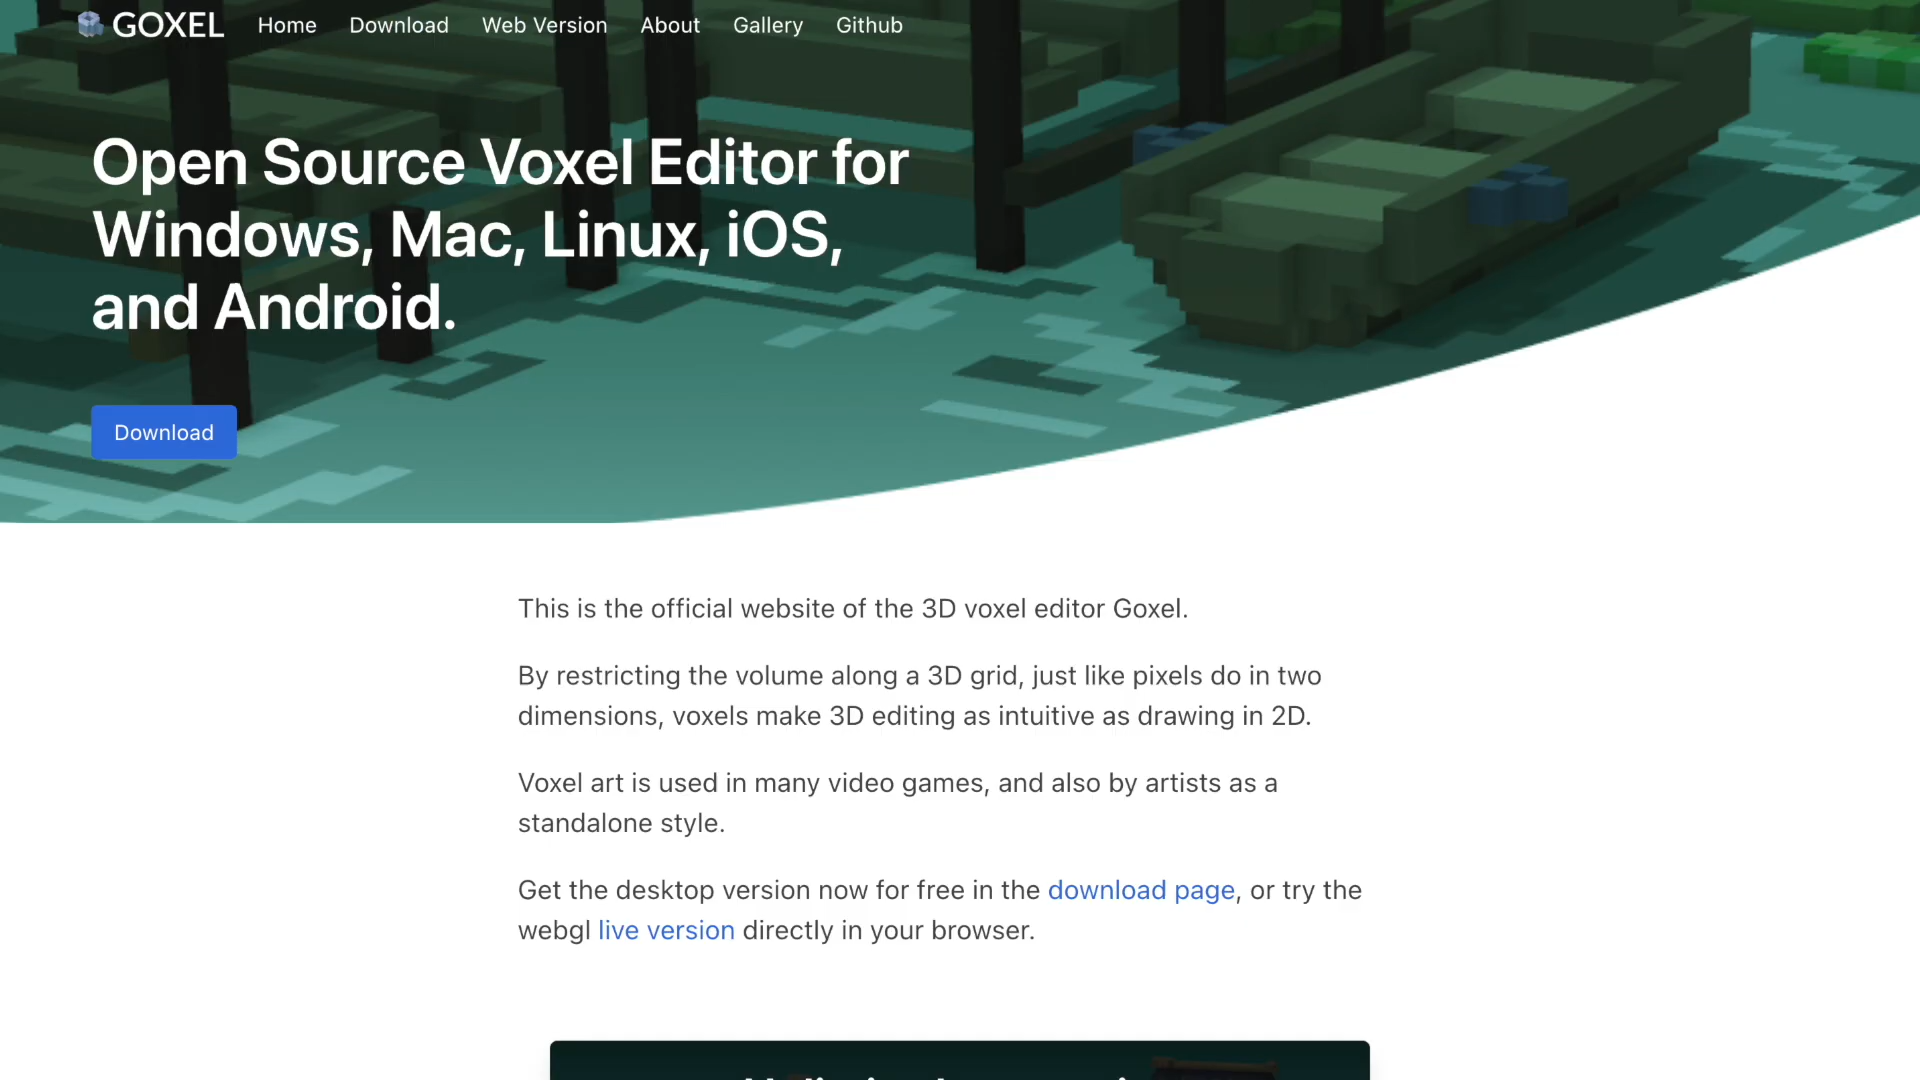 GOXEL Home Download Web Version About Gallery Github
Open Source Voxel Editor for
Windows, Mac, Linux, iOS,
and Android.
Download
This is the official website of the 3D voxel editor Goxel.
By restricting the volume along a 3D grid, just like pixels do in two
dimensions, voxels make 3D editing as intuitive as drawing in 2D.
Voxel art is used in many video games, and also by artists as a
standalone style.
Get the desktop version now for free in the download page, or try the
webgl live version directly in your browser.